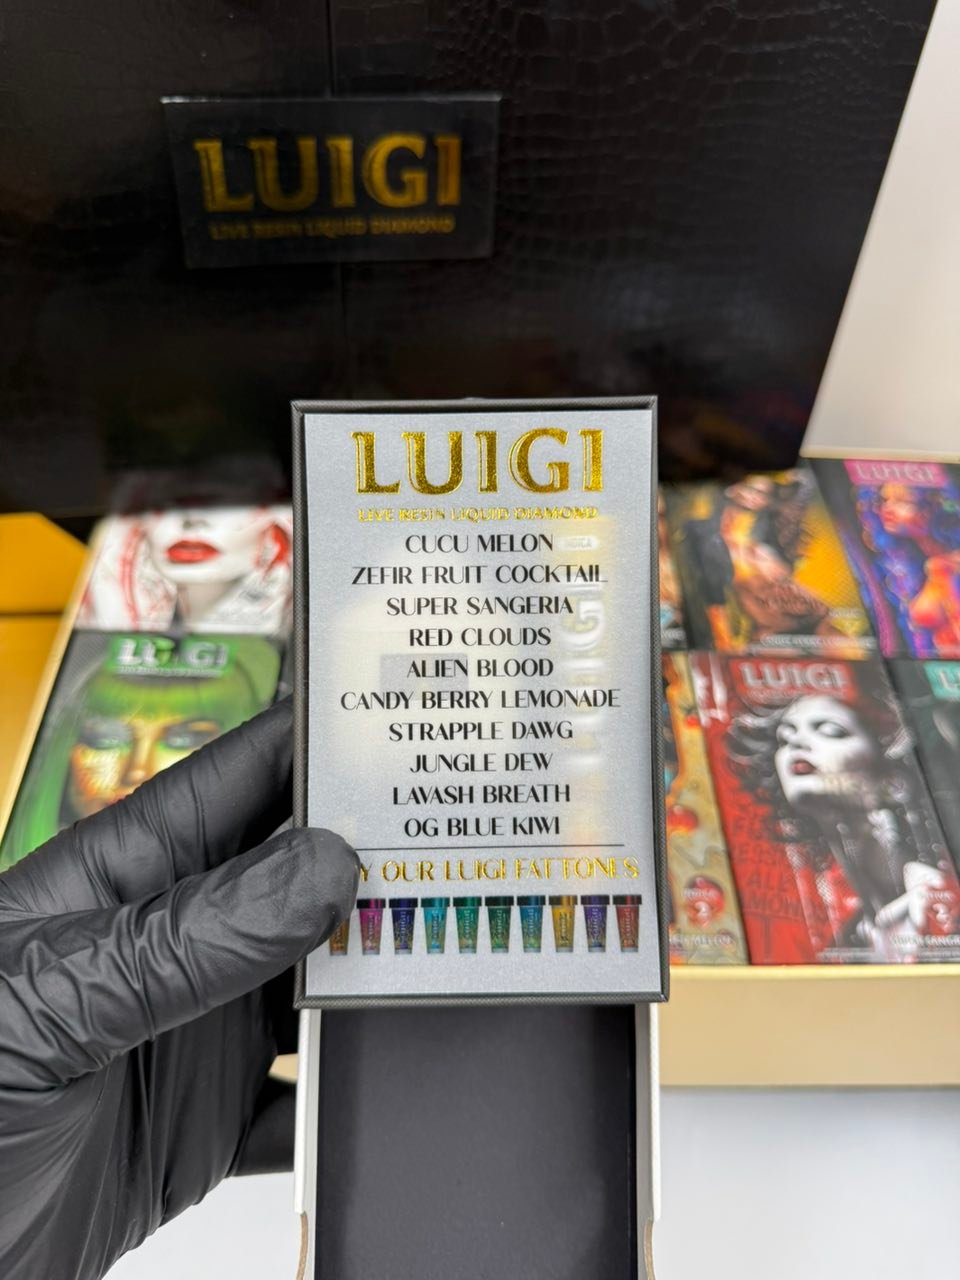 LUIGI
LIVE RESIN LIQUID DIAMOND
LUIGI
LIVE RESIN LIQUID DIAMOND
CUCU MELON
ZEFIR FRUIT COCKTAIL
SUPER SANGERIA
RED CLOUDS
ALIEN BLOOD
CANDY BERRY LEMONADE
STRAPPLE DAWG
JUNGLE DEW
LAVASH BREATH
OG BLUE KIWI
Y OUR LUIGI FATTONES
LUIGI
LUIGI
LUIGI